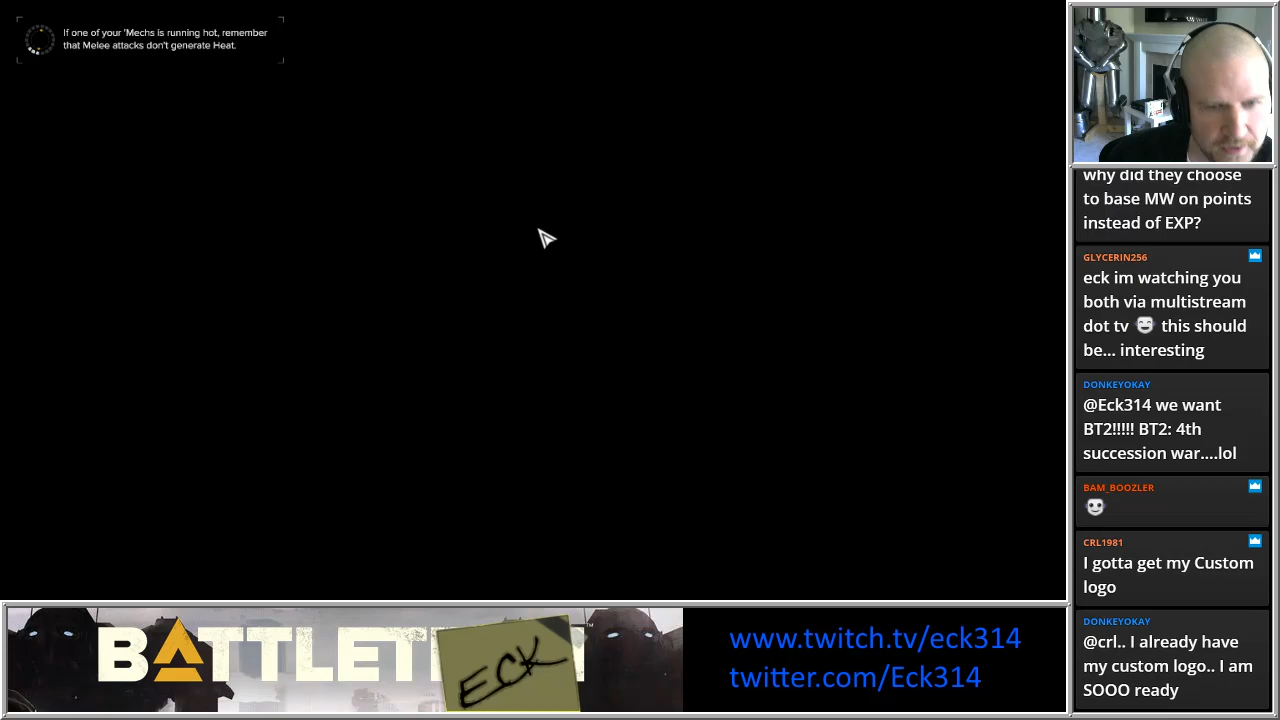 If one of your 'Mechs is running hot, remember
that Melee attacks don't generate Heat.
why did they choose
to base MW on points
instead of EXP?
GLYCERIN256
eck im watching you
both via multistream
dot tv this should
be... interesting
DONKEYOKAY
@Eck314 we want
BT2!!!!! BT2: 4th
succession war....lol
BAM_BOOZLER
CRL1981
I gotta get my Custom
logo
DONKEYOKAY
@crl.. I already have
my custom logo.. I am
SOOO ready
BATTLETE
ECK
www.twitch.tv/eck314
twitter.com/Eck314